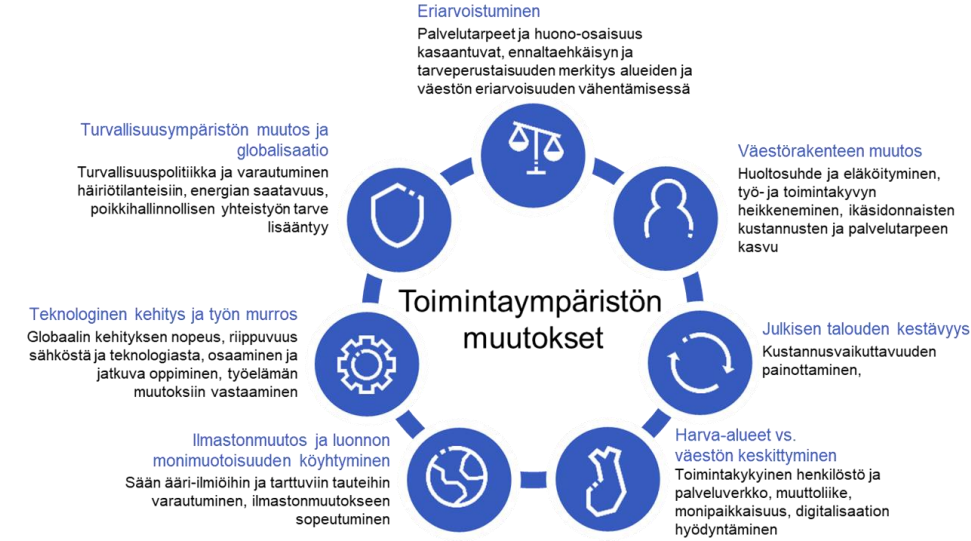 Eriarvoistuminen
Palvelutarpeet ja huono-osaisuus
kasaantuvat, ennaltaehkäisyn ja
tarveperustaisuuden merkitys alueiden ja
väestön eriarvoisuuden vähentämisessä
Turvallisuusympäristön muutos ja
globalisaatio
Turvallisuuspolitiikka ja varautuminen
häiriötilanteisiin, energian saatavuus,
poikkihallinnollisen yhteistyön tarve
lisääntyy
Väestörakenteen muutos
Huoltosuhde ja eläköityminen,
työ- ja toimintakyvyn
heikkeneminen, ikäsidonnaisten
kustannusten ja palvelutarpeen
kasvu
Toimintaympäristön
muutokset
Teknologinen kehitys ja työn murros
Globaalin kehityksen nopeus, riippuvuus
sähköstä ja teknologiasta, osaaminen ja
jatkuva oppiminen, työelämän
muutoksiin vastaaminen
Julkisen talouden kestävyys
Kustannusvaikuttavuuden
painottaminen,
Ilmastonmuutos ja luonnon
monimuotoisuuden köyhtyminen
Sään ääri-ilmiöihin ja tarttuviin tauteihin
varautuminen, ilmastonmuutokseen
sopeutuminen
Harva-alueet vs.
väestön keskittyminen
Toimintakykyinen henkilöstö ja
palveluverkko, muuttoliike,
monipaikkaisuus, digitalisaation
hyödyntäminen